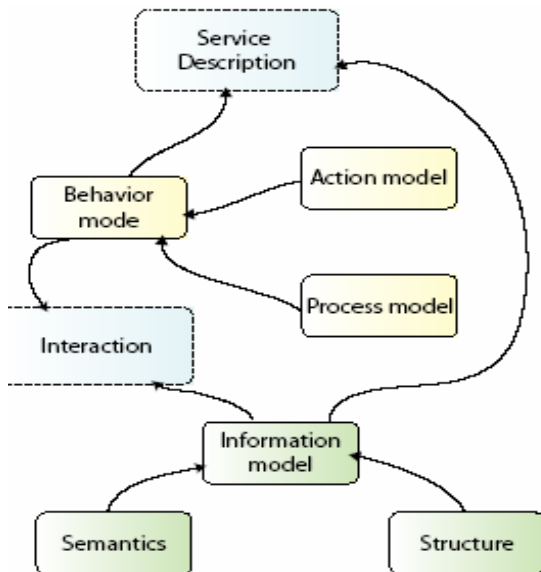 Service
Description
Action model
Behavior
mode
Process model
Interaction
Information
model
Semantics
Structure